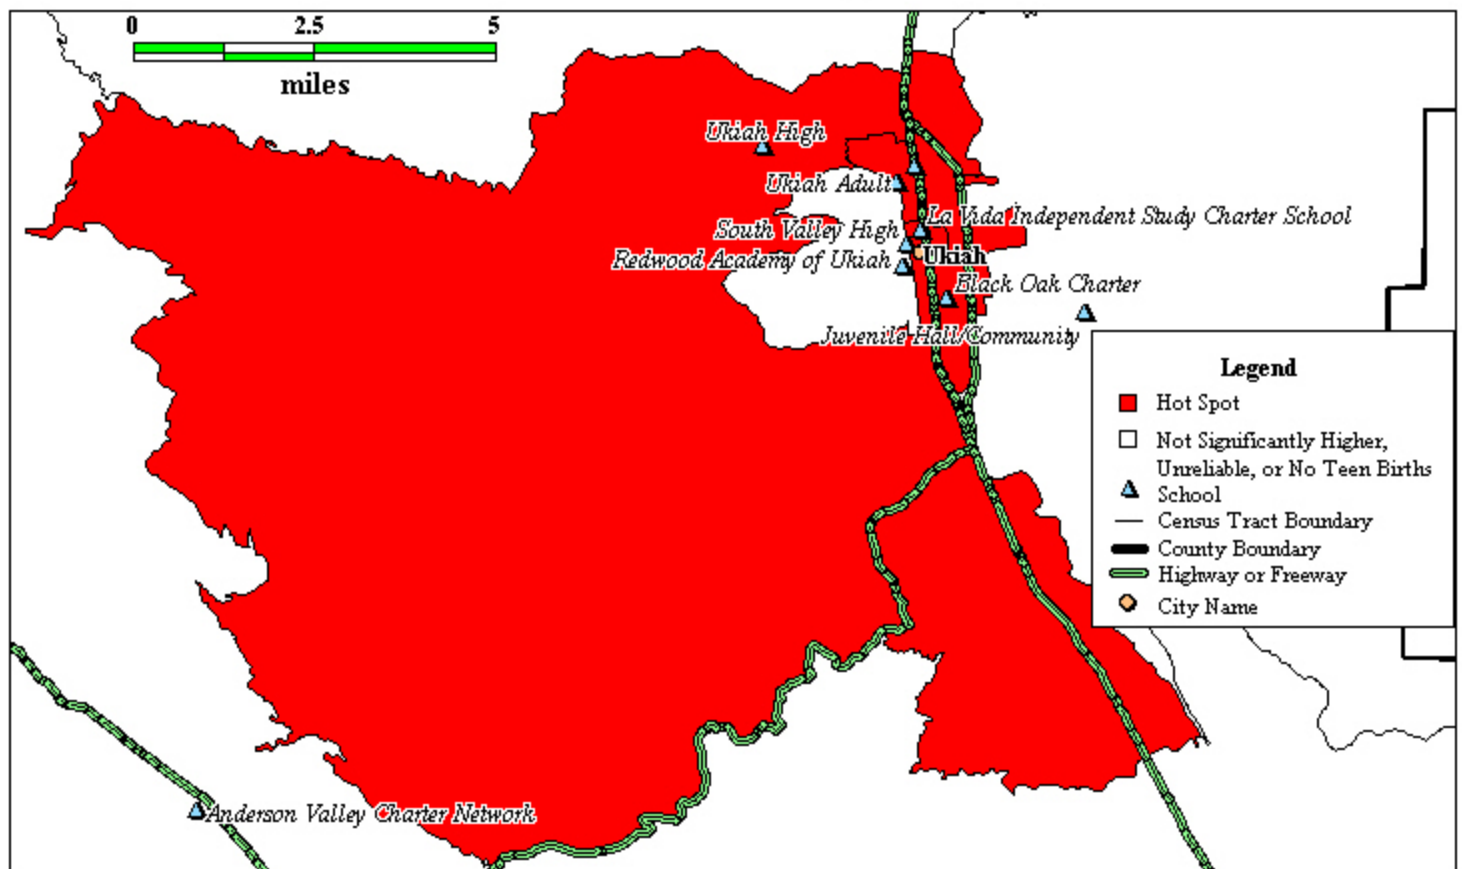 0 2.5 5
miles
Ukiah High
Ukiah Adult
La Vida Independent Study Charter School
South Valley High
Ukiah
Redwood Academy of Ukiah
Black Oak Charter
Juvenile Hall/Community
Legend
Hot Spot
Not Significantly Higher,
Unreliable, or No Teen Births
School
Census Tract Boundary
County Boundary
Highway or Freeway
City Name
Anderson Valley Charter Network